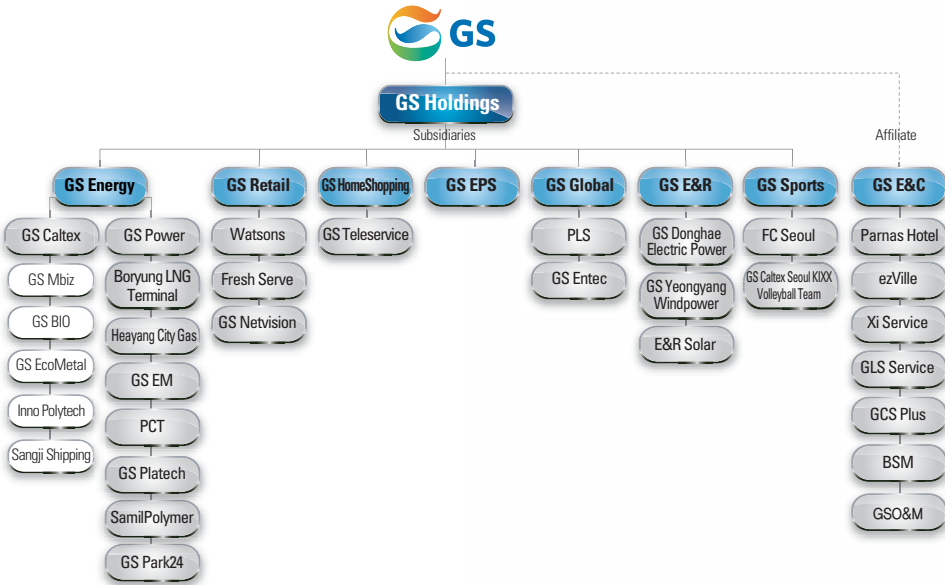 GS
GS Holdings
Subsidiaries
Affiliate
GS Energy
GS Retail
GS HomeShopping
GS EPS
GS Global
GS E&R
GS Sports
GS E&C
GS Caltex
GS Mbiz
GS BIO
GS EcoMetal
Inno Polytech
Sangji Shipping
GS Power
Boryung LNG
Terminal
Heayang City Gas
GS EM
PCT
GS Platech
SamilPolymer
GS Park24
Watsons
Fresh Serve
GS Netvision
GS Teleservice
PLS
GS Entec
GS Donghae
Electric Power
GS Yeongyang
Windpower
E&R Solar
FC Seoul
GS Caltex Seoul KIXX
Volleyball Team
Parnas Hotel
ezVille
Xi Service
GLS Service
GCS Plus
BSM
GSO&M